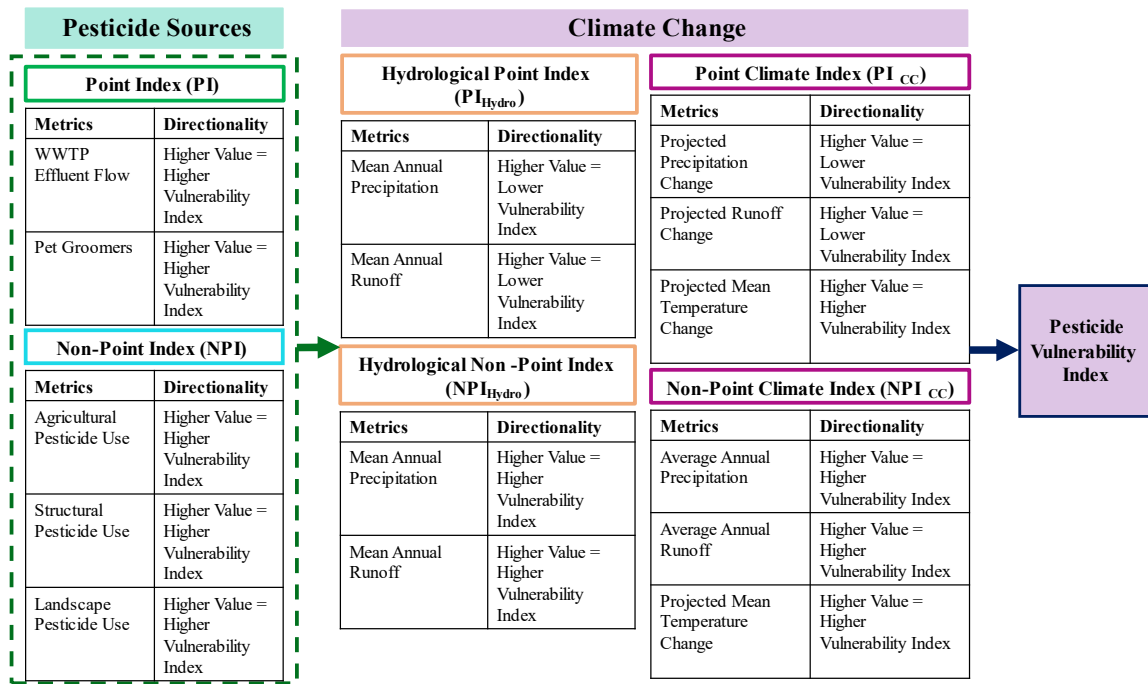 Pesticide Sources
Point Index (PI)
Metrics Directionality
WWTP Effluent Flow
Higher Value =
Higher
Vulnerability
Index
Pet Groomers
Higher Value =
Higher
Vulnerability
Index
Non-Point Index (NPI)
Metrics Directionality
Agricultural
Pesticide Use
Higher Value =
Higher
Vulnerability
Index
Structural
Pesticide Use
Higher Value =
Higher
Vulnerability
Index
Landscape
Pesticide Use
Higher Value =
Higher
Vulnerability
Index
Climate Change
Hydrological Point Index
(PIHydro)
Metrics Directionality
Mean Annual
Precipitation
Higher Value =
Lower
Vulnerability
Index
Mean Annual
Runoff
Higher Value =
Lower
Vulnerability
Index
Hydrological Non -Point Index
(NPIHydro)
Metrics Directionality
Mean Annual
Precipitation
Higher Value =
Higher
Vulnerability
Index
Mean Annual
Runoff
Higher Value =
Higher
Vulnerability
Index
Point Climate Index (PI CC)
Metrics Directionality
Projected
Precipitation
Change
Higher Value =
Lower
Vulnerability Index
Projected Runoff
Change
Higher Value =
Lower
Vulnerability Index
Projected Mean
Temperature
Change
Higher Value =
Higher
Vulnerability Index
Non-Point Climate Index (NPI CC)
Metrics Directionality
Average Annual
Precipitation
Higher Value =
Higher
Vulnerability Index
Average Annual
Runoff
Higher Value =
Higher
Vulnerability Index
Projected Mean
Temperature
Change
Higher Value =
Higher
Vulnerability Index
Pesticide
Vulnerability
Index